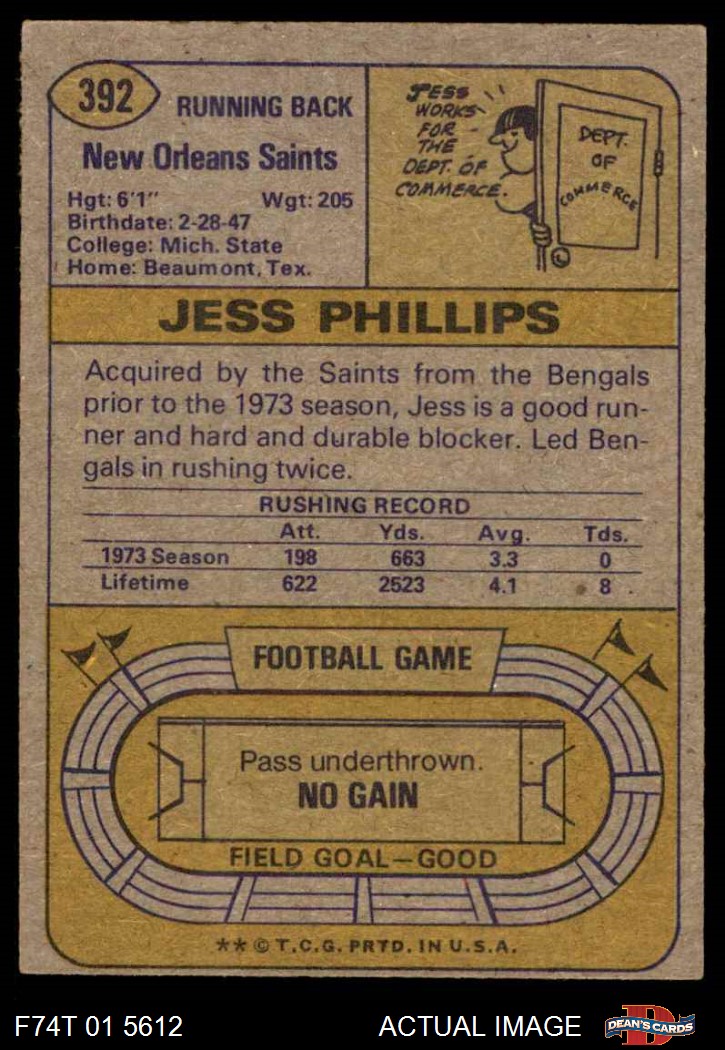 392
RUNNING BACK
New Orleans Saints
Hgt: 6'1" Wgt: 205
Birthdate: 2-28-47
College: Mich. State
Home: Beaumont, Tex.
JESS
WORKS
FOR
THE
DEPT. OF
COMMERCE.
DEPT.
OF
COMMERCE
JESS PHILLIPS
Acquired by the Saints from the Bengals
prior to the 1973 season, Jess is a good run-
ner and hard and durable blocker. Led Ben-
gals in rushing twice.
RUSHING RECORD
Att. Yds. Avg. Tds.
1973 Season 198 663 3.3 0
Lifetime 622 2523 4.1 8
FOOTBALL GAME
Pass underthrown.
NO GAIN
FIELD GOAL—GOOD
**©T.C.G. PRTD. IN U.S.A.
F74T 01 5612 ACTUAL IMAGE
D
DEAN'S CARDS